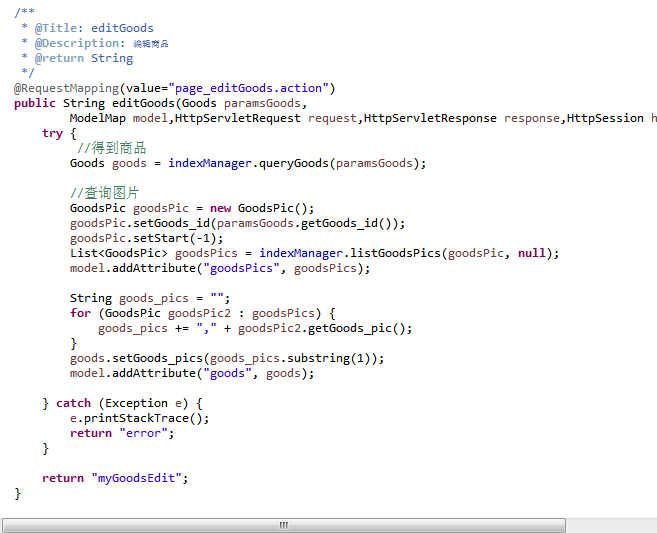 /**
 * @Title: editGoods
 * @Description: 编辑商品
 * @return String
 */
@RequestMapping(value="page_editGoods.action")
public String editGoods(Goods paramsGoods,
        ModelMap model,HttpServletRequest request,HttpServletResponse response,HttpSession h
    try {
         //得到商品
        Goods goods = indexManager.queryGoods(paramsGoods);
        //查询图片
        GoodsPic goodsPic = new GoodsPic();
        goodsPic.setGoods_id(paramsGoods.getGoods_id());
        goodsPic.setStart(-1);
        List<GoodsPic> goodsPics = indexManager.listGoodsPics(goodsPic, null);
        model.addAttribute("goodsPics", goodsPics);
        String goods_pics = "";
        for (GoodsPic goodsPic2 : goodsPics) {
            goods_pics += "," + goodsPic2.getGoods_pic();
        }
        goods.setGoods_pics(goods_pics.substring(1));
        model.addAttribute("goods", goods);
    } catch (Exception e) {
        e.printStackTrace();
        return "error";
    }
    return "myGoodsEdit";
}